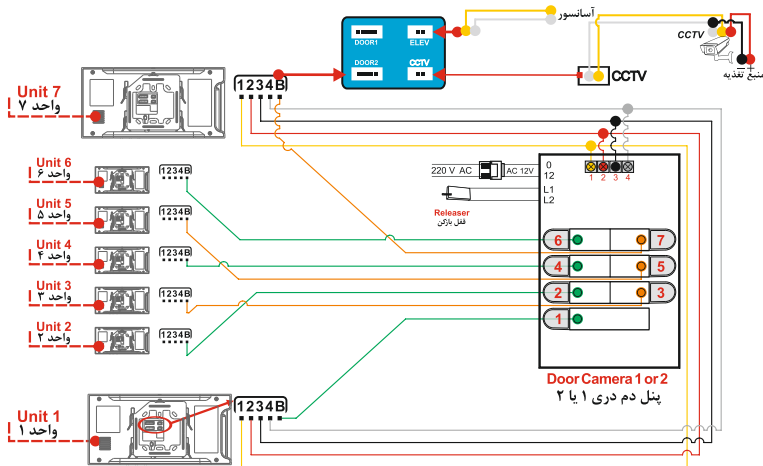 آسانسور
DOOR1
ELEV
DOOR2
CCTV
CCTV
CCTV
منبع تغذیه
Unit 7
واحد ۷
1234B
Unit 6
واحد ۶
1234B
Unit 5
واحد ۵
1234B
Unit 4
واحد ۴
1234B
Unit 3
واحد ۳
1234B
Unit 2
واحد ۲
1234B
Unit 1
واحد ۱
1234B
220 V AC
AC 12V
0
12
L1
L2
Releaser
قفل بازکن
1 2 3 4
6 7
4 5
2 3
1
Door Camera 1 or 2
پنل دم دری ۱ یا ۲